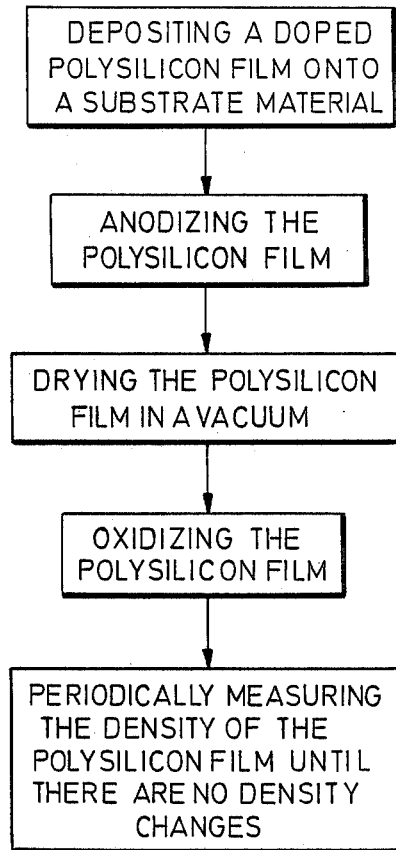 DEPOSITING A DOPED
POLYSILICON FILM ONTO
A SUBSTRATE MATERIAL
ANODIZING THE
POLYSILICON FILM.
DRYING THE POLYSILICON
FILM IN A VACUUM
OXIDIZING THE
POLYSILICON FILM
PERIODICALLY MEASURING
THE DENSITY OF THE
POLYSILICON FILM UNTIL
THERE ARE NO DENSITY
CHANGES